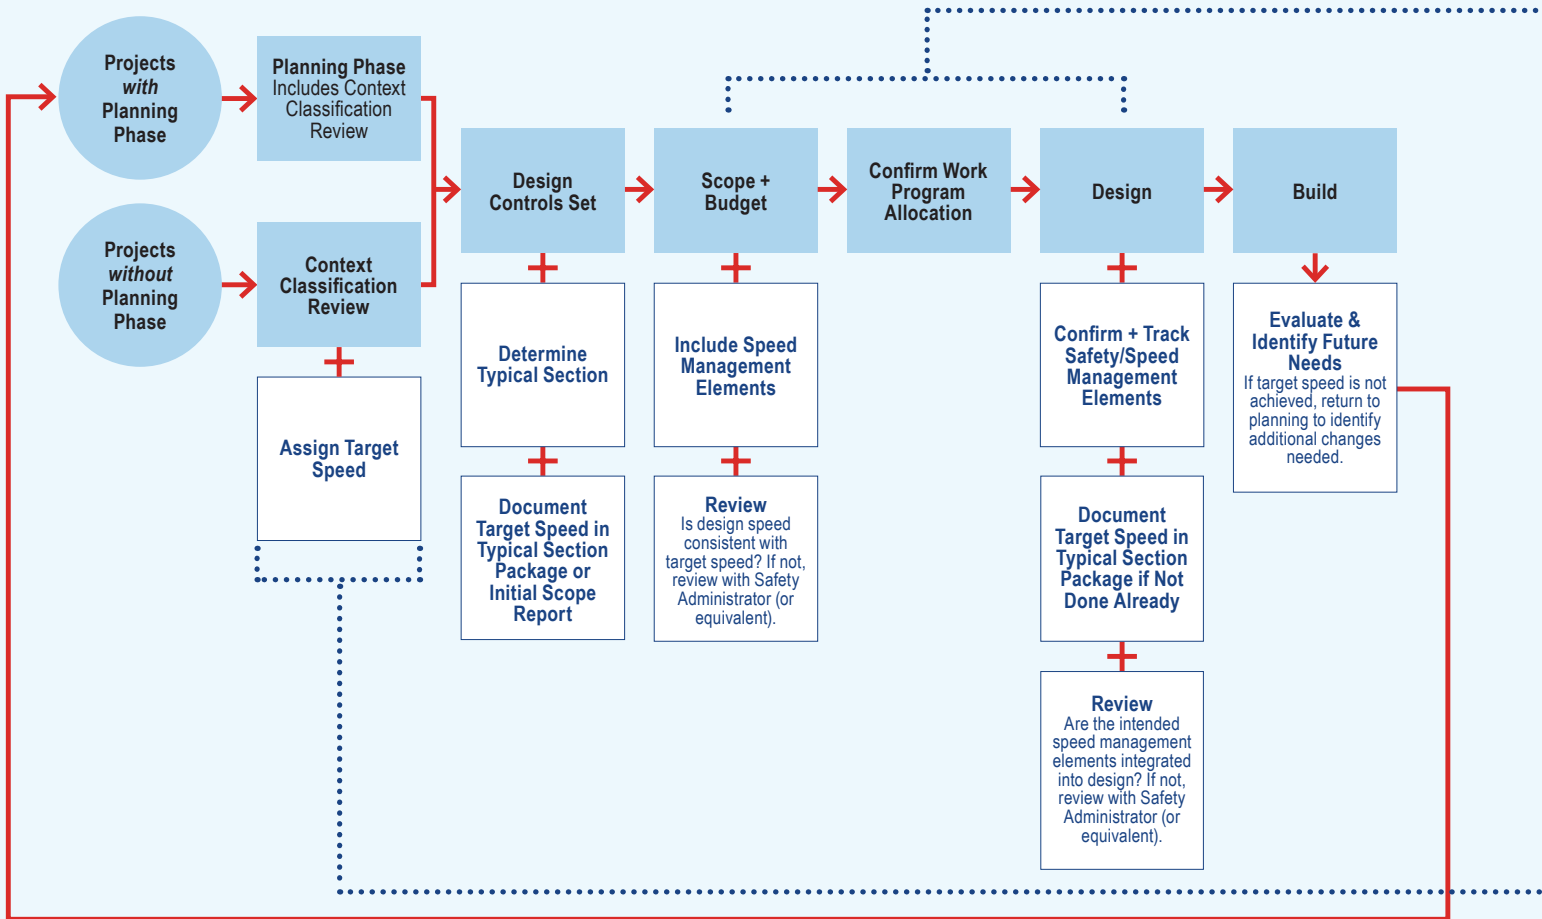 Projects
with
Planning
Phase
Planning Phase
Includes Context
Classification
Review
Projects
without
Planning
Phase
Context
Classification
Review
Assign Target
Speed
Design
Controls Set
Determine
Typical Section
Document
Target Speed in
Typical Section
Package or
Initial Scope
Report
Scope +
Budget
Include Speed
Management
Elements
Review
Is design speed
consistent with
target speed? If not,
review with Safety
Administrator (or
equivalent).
Confirm Work
Program
Allocation
Design
Confirm + Track
Safety/Speed
Management
Elements
Document
Target Speed in
Typical Section
Package if Not
Done Already
Review
Are the intended
speed management
elements integrated
into design? If not,
review with Safety
Administrator (or
equivalent).
Build
Evaluate &
Identify Future
Needs
If target speed is not
achieved, return to
planning to identify
additional changes
needed.